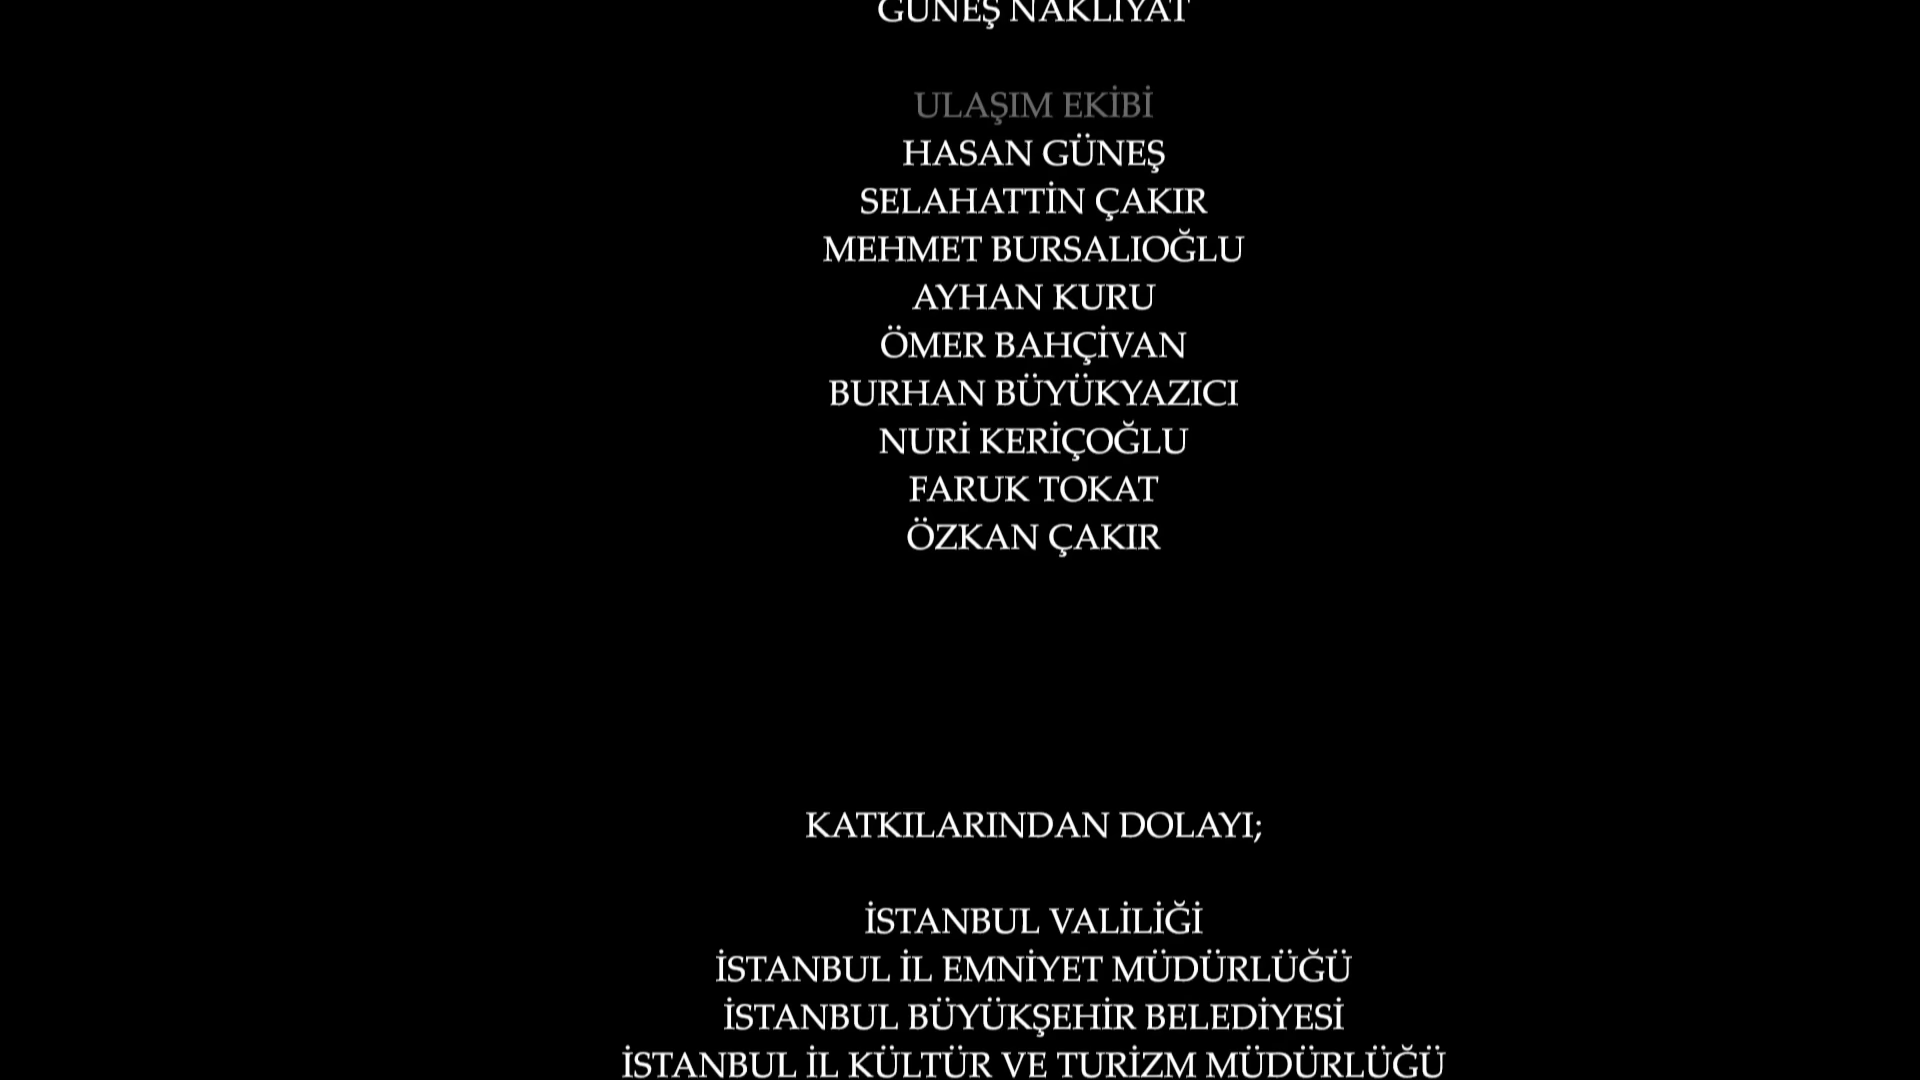 GÜNEŞ NAKLİYAT
ULAŞIM EKİBİ
HASAN GÜNEŞ
SELAHATTİN ÇAKIR
MEHMET BURSALIOĞLU
AYHAN KURU
ÖMER BAHÇİVAN
BURHAN BÜYÜKYAZICI
NURİ KERİÇOĞLU
FARUK TOKAT
ÖZKAN ÇAKIR
KATKILARINDAN DOLAYI;
İSTANBUL VALİLİĞİ
İSTANBUL İL EMNİYET MÜDÜRLÜĞÜ
İSTANBUL BÜYÜKŞEHİR BELEDİYESİ
İSTANBUL İL KÜLTÜR VE TURİZM MÜDÜRLÜĞÜ